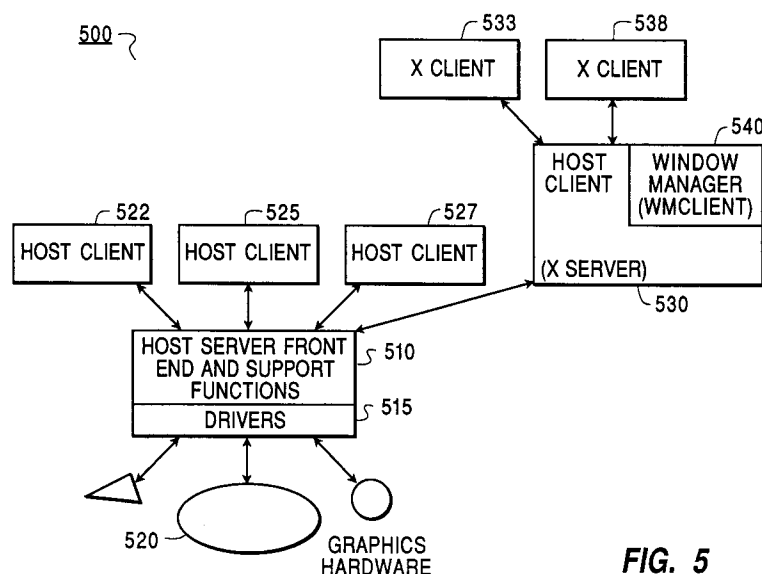 500
533
538
X CLIENT
X CLIENT
540
HOST
CLIENT
WINDOW
MANAGER
(WMCLIENT)
(X SERVER)
530
522
525
527
HOST CLIENT
HOST CLIENT
HOST CLIENT
HOST SERVER FRONT
END AND SUPPORT
FUNCTIONS
510
DRIVERS
515
520
GRAPHICS
HARDWARE
FIG. 5